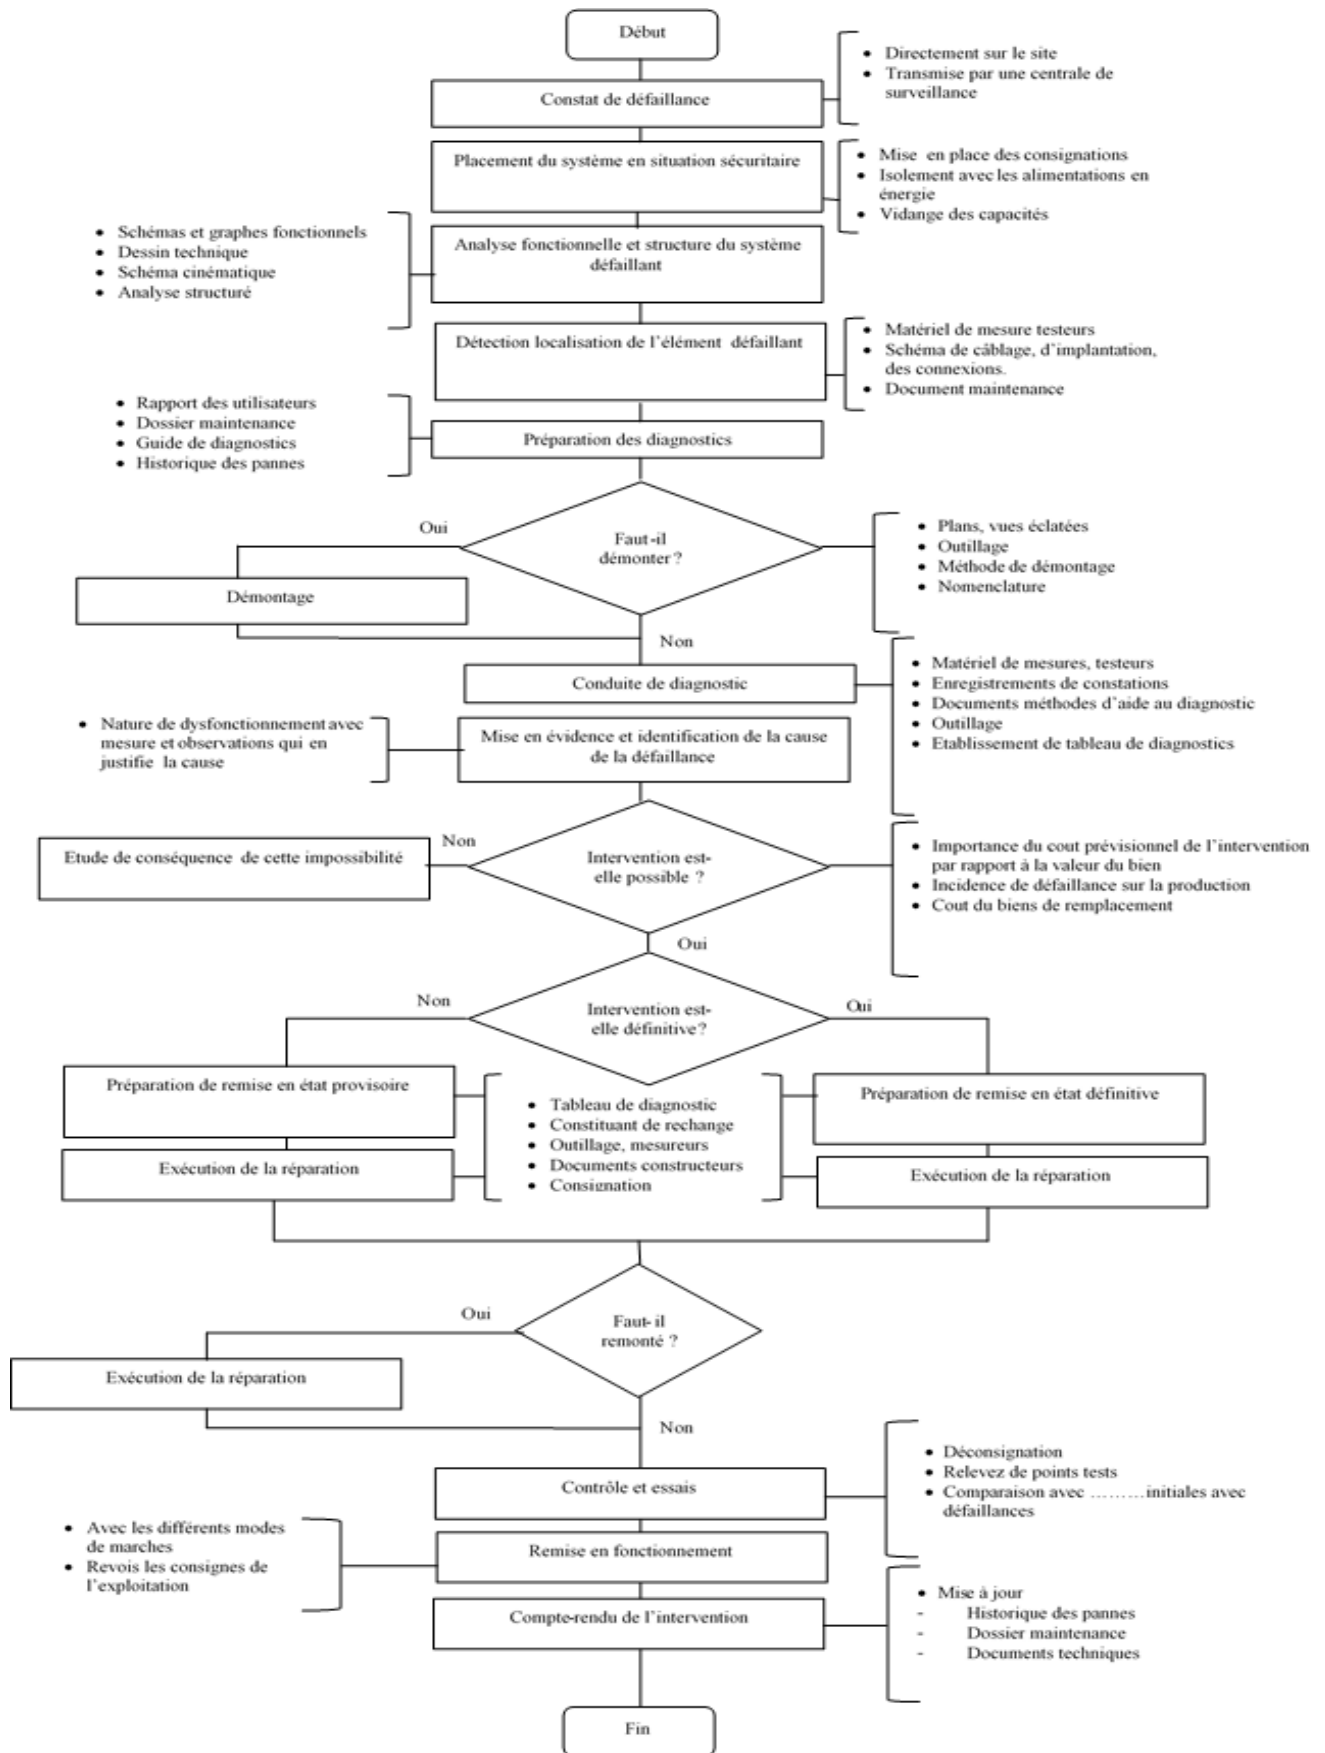 Début
Constat de défaillance
• Directement sur le site
• Transmise par une centrale de
surveillance
Placement du système en situation sécuritaire
• Mise en place des consignations
• Isolement avec les alimentations en
énergie
• Vidange des capacités
• Schémas et graphes fonctionnels
• Dessin technique
• Schéma cinématique
• Analyse structuré
Analyse fonctionnelle et structure du système
défaillant
Détection localisation de l'élément défaillant
• Matériel de mesure testeurs
• Schéma de câblage, d'implantation,
des connexions.
• Document maintenance
• Rapport des utilisateurs
• Dossier maintenance
• Guide de diagnostics
• Historique des pannes
Préparation des diagnostics
Oui
Faut-il
démonter ?
• Plans, vues éclatées
• Outillage
• Méthode de démontage
• Nomenclature
Démontage
Non
Conduite de diagnostic
• Matériel de mesures, testeurs
• Enregistrements de constations
• Documents méthodes d'aide au diagnostic
• Outillage
• Etablissement de tableau de diagnostics
• Nature de dysfonctionnement avec
mesure et observations qui en
justifie la cause
Mise en évidence et identification de la cause
de la défaillance
Etude de conséquence de cette impossibilité
Non
Intervention est-
elle possible ?
• Importance du cout prévisionnel de l'intervention
par rapport à la valeur du bien
• Incidence de défaillance sur la production
• Cout du biens de remplacement
Oui
Non
Intervention est-
elle définitive ?
Oui
Préparation de remise en état provisoire
Exécution de la réparation
• Tableau de diagnostic
• Constituant de rechange
• Outillage, mesureurs
• Documents constructeurs
• Consignation
Préparation de remise en état définitive
Exécution de la réparation
Oui
Faut- il
remonté ?
Exécution de la réparation
Non
Contrôle et essais
• Déconsignation
• Relevez de points tests
• Comparaison avec ………initiales avec
défaillances
• Avec les différents modes
de marches
• Revois les consignes de
l'exploitation
Remise en fonctionnement
Compte-rendu de l'intervention
• Mise à jour
- Historique des pannes
- Dossier maintenance
- Documents techniques
Fin